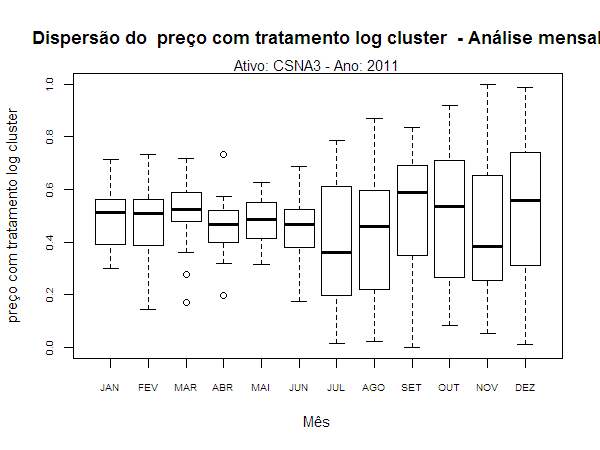 Dispersão do preço com tratamento log cluster - Análise mensal
Ativo: CSNA3 - Ano: 2011
preço com tratamento log cluster
1.0
0.8
0.6
0.4
0.2
0.0
JAN FEV MAR ABR MAI JUN JUL AGO SET OUT NOV DEZ
Mês